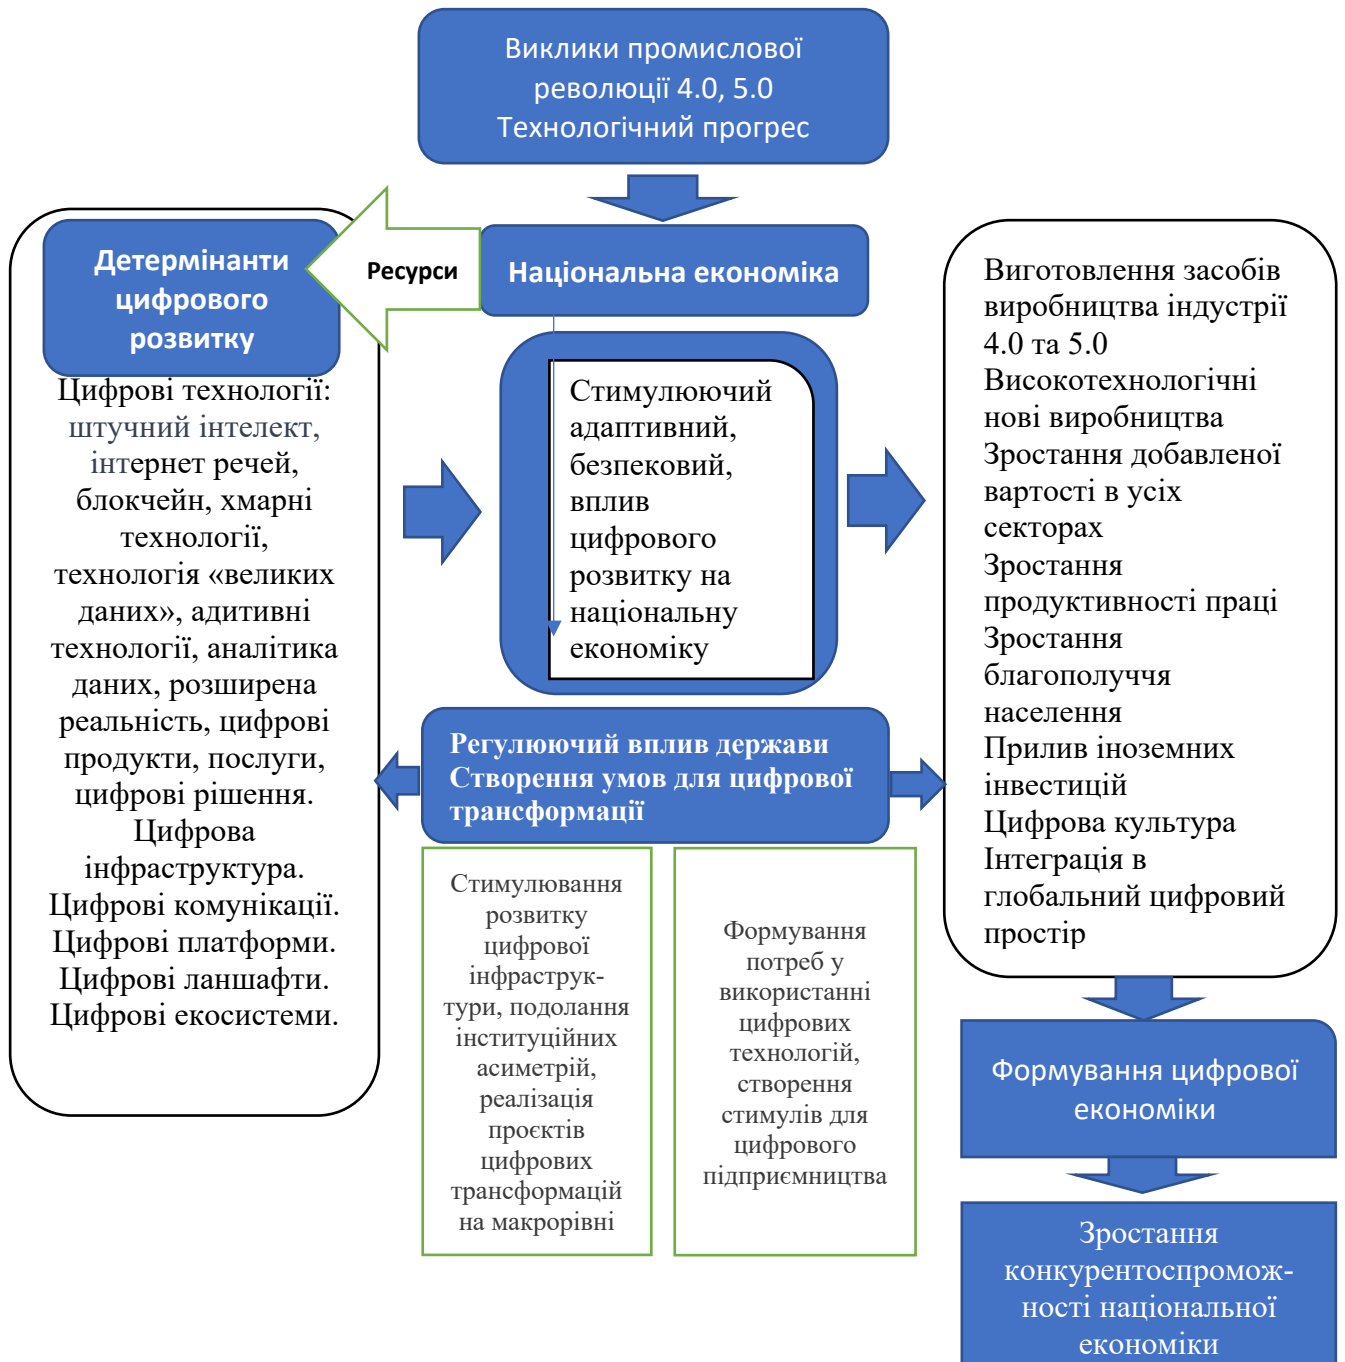 Виклики промислової
революції 4.0, 5.0
Технологічний прогрес
Детермінанти
цифрового
розвитку
Ресурси
Національна економіка
Цифрові технології:
штучний інтелект,
інтернет речей,
блокчейн, хмарні
технології,
технологія «великих
даних», адитивні
технології, аналітика
даних, розширена
реальність, цифрові
продукти, послуги,
цифрові рішення.
Цифрова
інфраструктура.
Цифрові комунікації.
Цифрові платформи.
Цифрові ланшафти.
Цифрові екосистеми.
Стимулюючий
адаптивний,
безпековий,
вплив
цифрового
розвитку на
національну
економіку
Регулюючий вплив держави
Створення умов для цифрової
трансформації
Стимулювання
розвитку
цифрової
інфраструк-
тури, подолання
інституційних
асиметрій,
реалізація
проєктів
цифрових
трансформацій
на макрорівні
Формування
потреб у
використанні
цифрових
технологій,
створення
стимулів для
цифрового
підприємництва
Виготовлення засобів
виробництва індустрії
4.0 та 5.0
Високотехнологічні
нові виробництва
Зростання добавленої
вартості в усіх
секторах
Зростання
продуктивності праці
Зростання
благополуччя
населення
Прилив іноземних
інвестицій
Цифрова культура
Інтеграція в
глобальний цифровий
простір
Формування цифрової
економіки
Зростання
конкурентоспромож-
ності національної
економіки